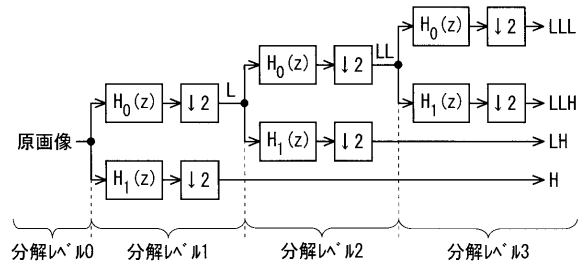 H0(z) ↓2 LLL
H0(z) ↓2 LL
H1(z) ↓2 LLH
H0(z) ↓2 L
H1(z) ↓2 LH
原画像
H1(z) ↓2 H
分解ﾚﾍﾞﾙ0 分解ﾚﾍﾞﾙ1 分解ﾚﾍﾞﾙ2 分解ﾚﾍﾞﾙ3